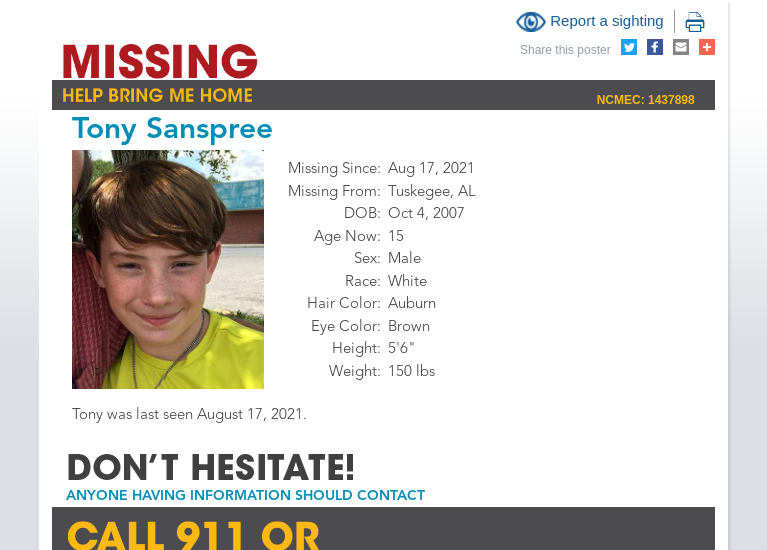 Report a sighting
Share this poster
MISSING
HELP BRING ME HOME
NCMEC: 1437898
Tony Sanspree
Missing Since: Aug 17, 2021
Missing From: Tuskegee, AL
DOB: Oct 4, 2007
Age Now: 15
Sex: Male
Race: White
Hair Color: Auburn
Eye Color: Brown
Height: 5'6"
Weight: 150 lbs
Tony was last seen August 17, 2021.
DON'T HESITATE!
ANYONE HAVING INFORMATION SHOULD CONTACT
CALL 911 OR